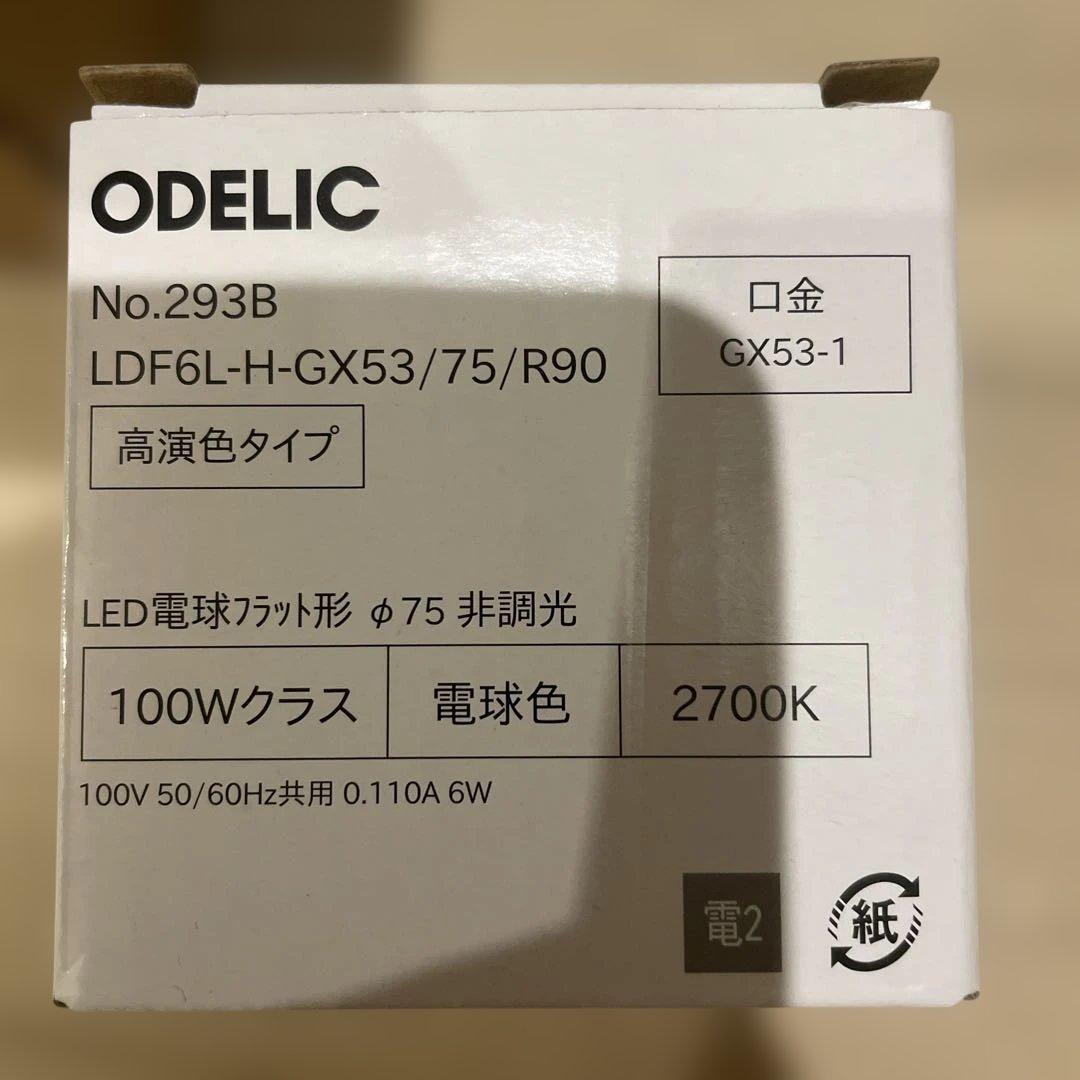 ODELIC
No.293B
LDF6L-H-GX53/75/R90
高演色タイプ
口金
GX53-1
LED電球ﾌﾗｯﾄ形 φ75 非調光
100Wクラス 電球色 2700K
100V 50/60Hz共用 0.110A 6W
電2
紙